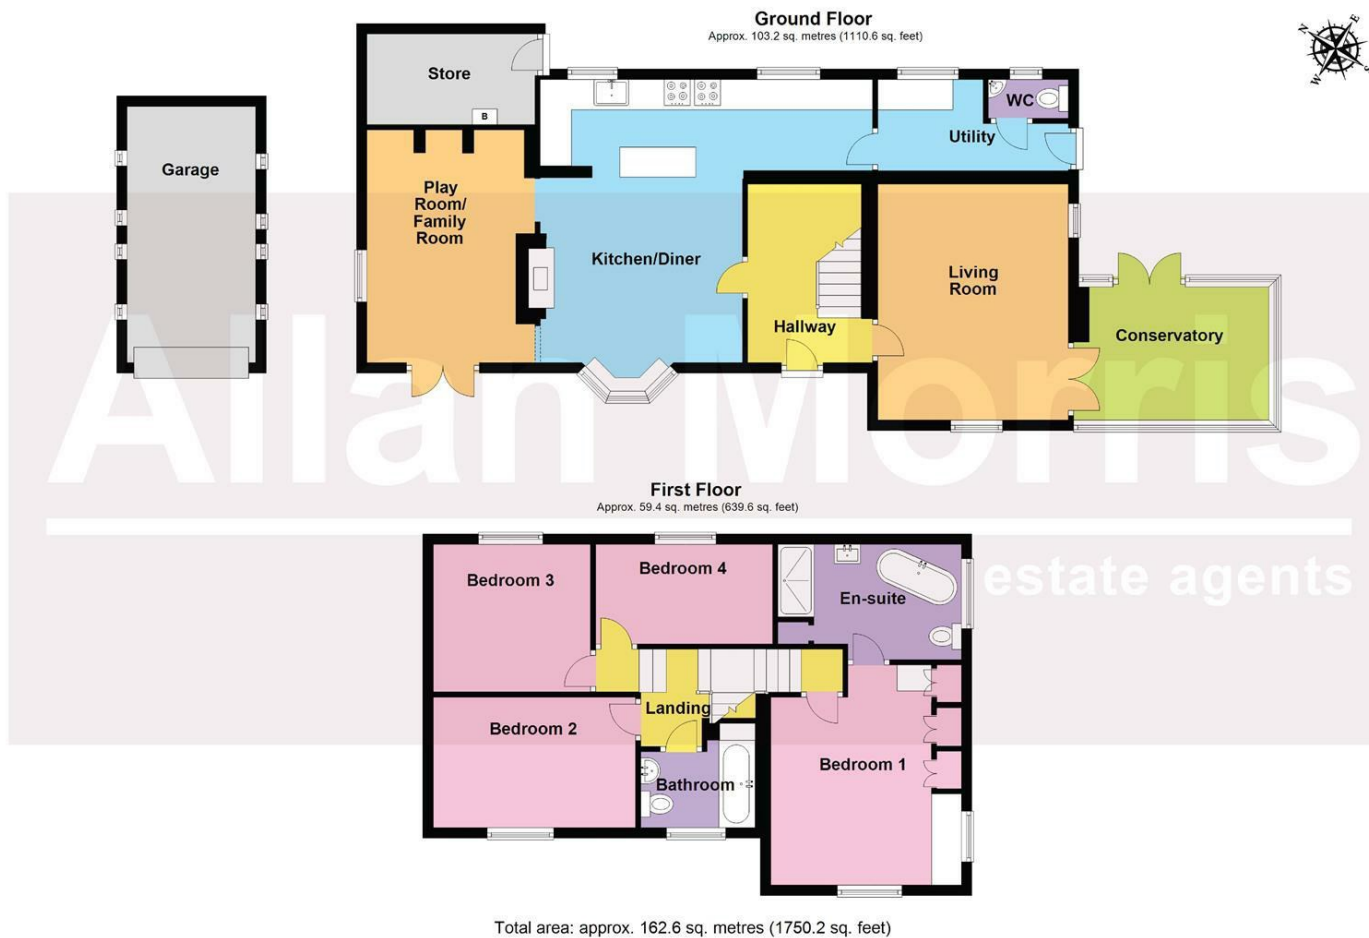 Ground Floor
Approx. 103.2 sq. metres (1110.6 sq. feet)
N
E
W
S
Store
B
WC
Utility
Garage
Play
Room/
Family
Room
Kitchen/Diner
Living
Room
Hallway
Conservatory
Allan Morris
First Floor
Approx. 59.4 sq. metres (639.6 sq. feet)
estate agents
Bedroom 3
Bedroom 4
En-suite
Landing
Bedroom 2
Bedroom 1
Bathroom
Total area: approx. 162.6 sq. metres (1750.2 sq. feet)